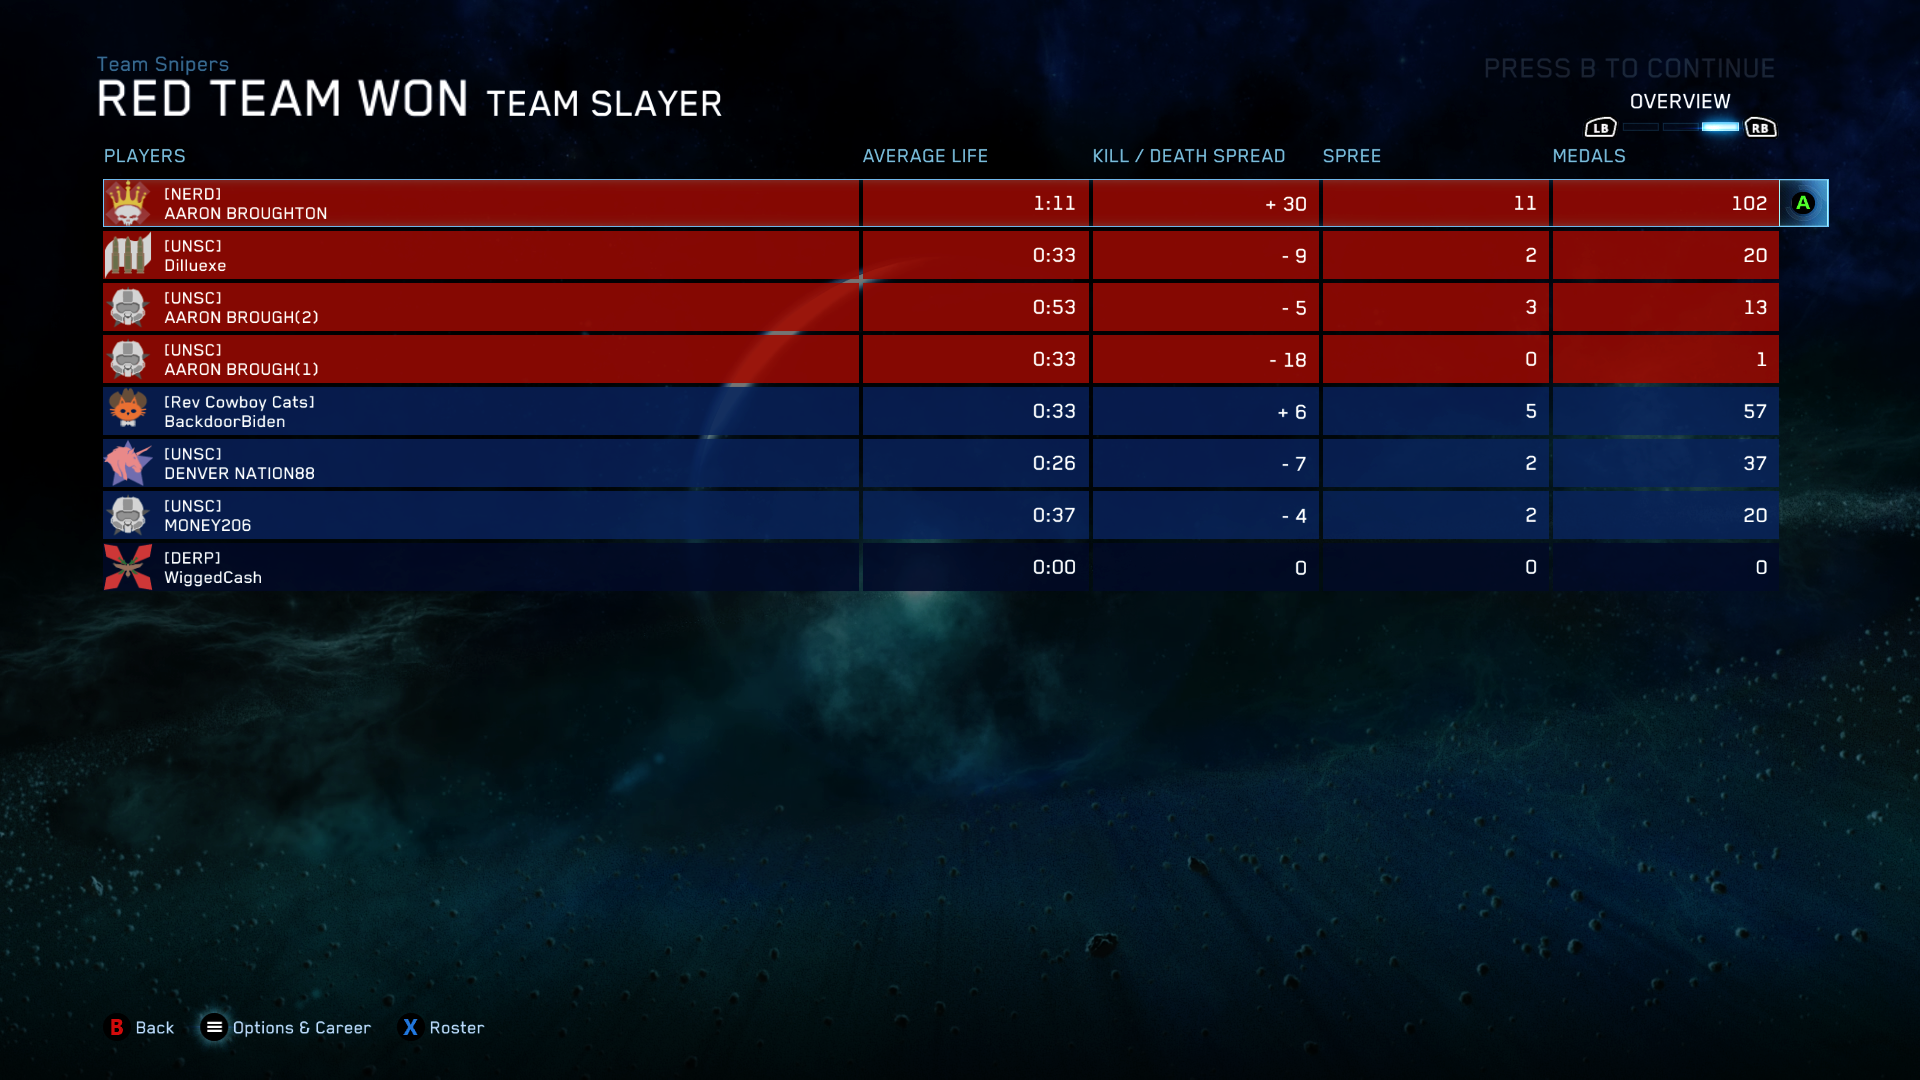 Team Snipers
RED TEAM WON TEAM SLAYER
PRESS B TO CONTINUE
OVERVIEW
LB RB
PLAYERS AVERAGE LIFE KILL / DEATH SPREAD SPREE MEDALS
[NERD]
AARON BROUGHTON 1:11 + 30 11 102 A
[UNSC]
Dilluexe 0:33 - 9 2 20
[UNSC]
AARON BROUGH(2) 0:53 - 5 3 13
[UNSC]
AARON BROUGH(1) 0:33 - 18 0 1
[Rev Cowboy Cats]
BackdoorBiden 0:33 + 6 5 57
[UNSC]
DENVER NATION88 0:26 - 7 2 37
[UNSC]
MONEY206 0:37 - 4 2 20
[DERP]
WiggedCash 0:00 0 0 0
B Back Options & Career X Roster